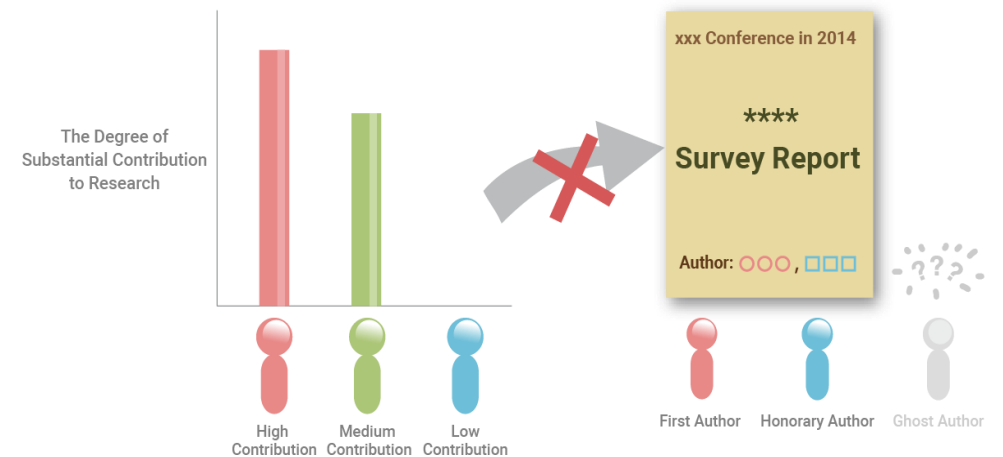 The Degree of
Substantial Contribution
to Research
High
Contribution
Medium
Contribution
Low
Contribution
xxx Conference in 2014
****
Survey Report
Author: ○○○ , □□□
???
First Author
Honorary Author
Ghost Author